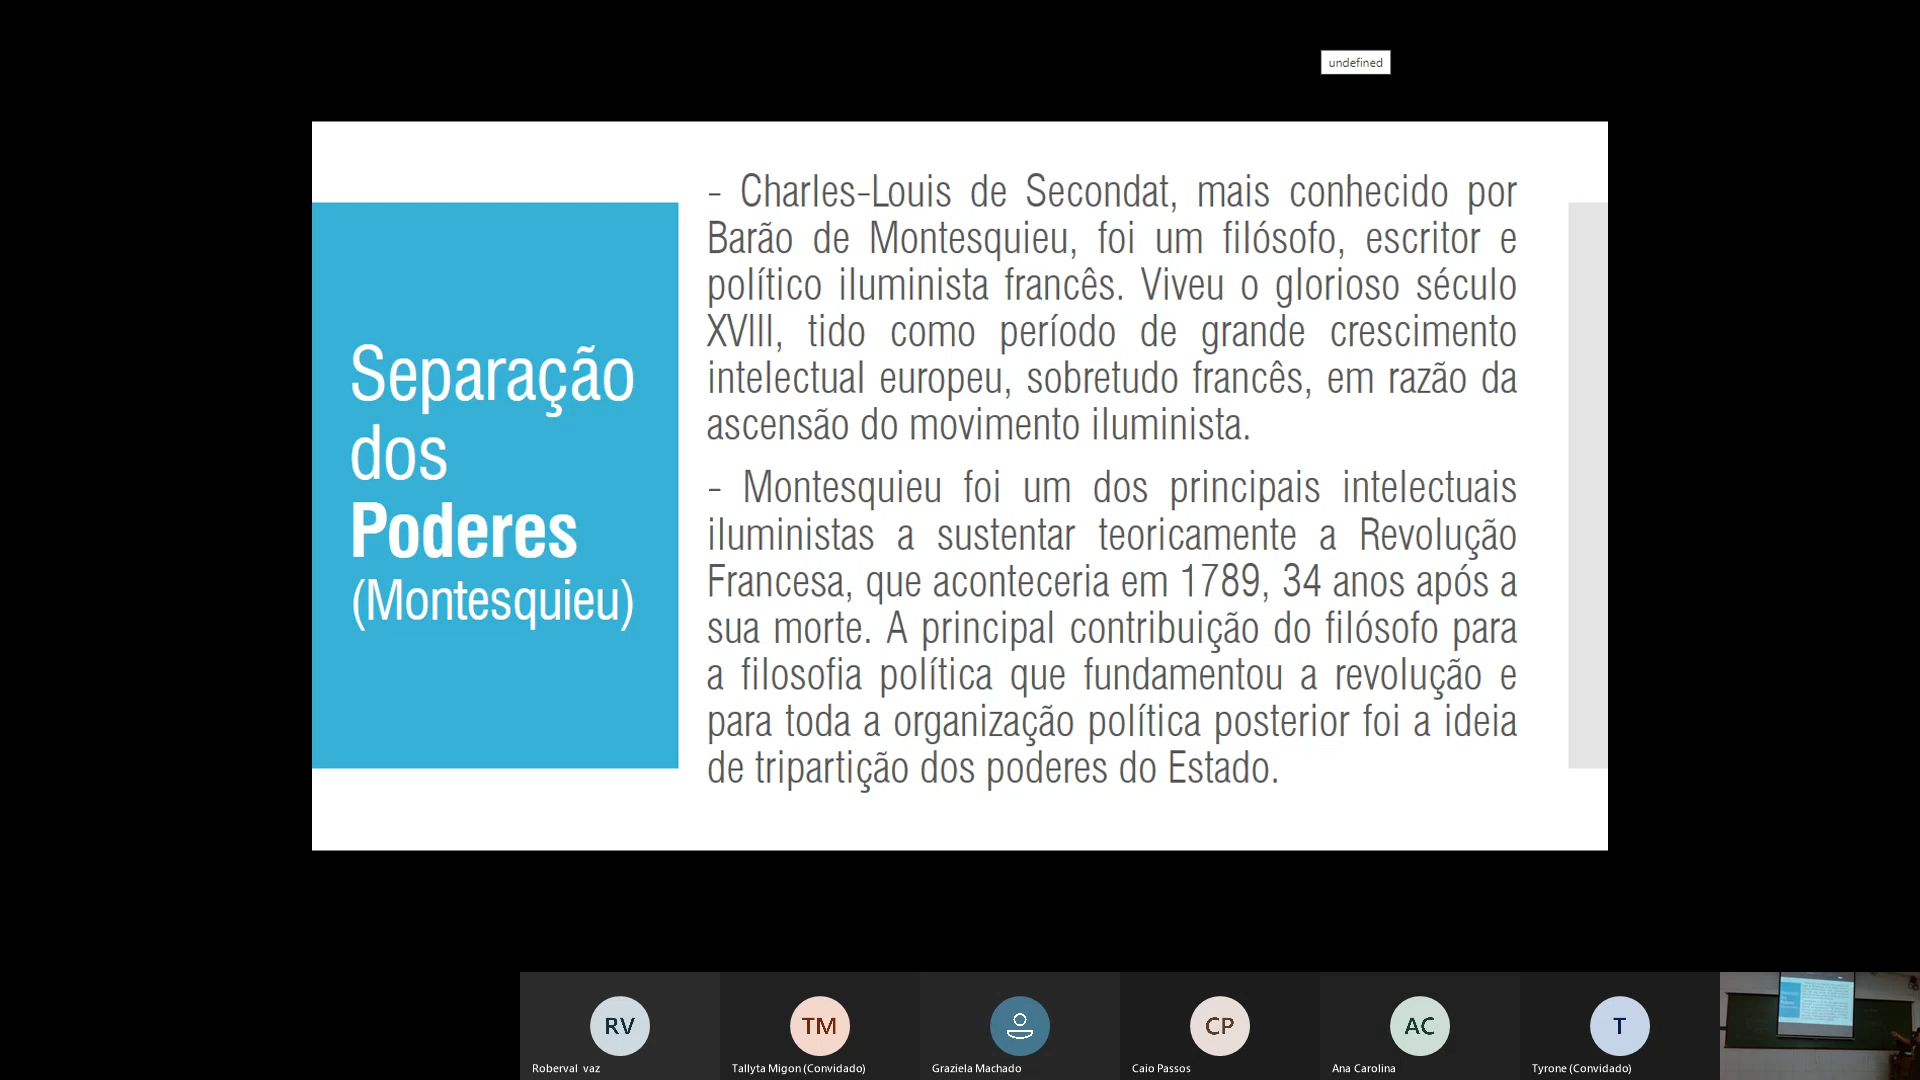 undefined
Separação
dos
Poderes
(Montesquieu)
- Charles-Louis de Secondat, mais conhecido por
Barão de Montesquieu, foi um filósofo, escritor e
político iluminista francês. Viveu o glorioso século
XVIII, tido como período de grande crescimento
intelectual europeu, sobretudo francês, em razão da
ascensão do movimento iluminista.
- Montesquieu foi um dos principais intelectuais
iluministas a sustentar teoricamente a Revolução
Francesa, que aconteceria em 1789, 34 anos após a
sua morte. A principal contribuição do filósofo para
a filosofia política que fundamentou a revolução e
para toda a organização política posterior foi a ideia
de tripartição dos poderes do Estado.
RV
TM
CP
AC
T
Roberval vaz
Tallyta Migon (Convidado)
Graziela Machado
Caio Passos
Ana Carolina
Tyrone (Convidado)